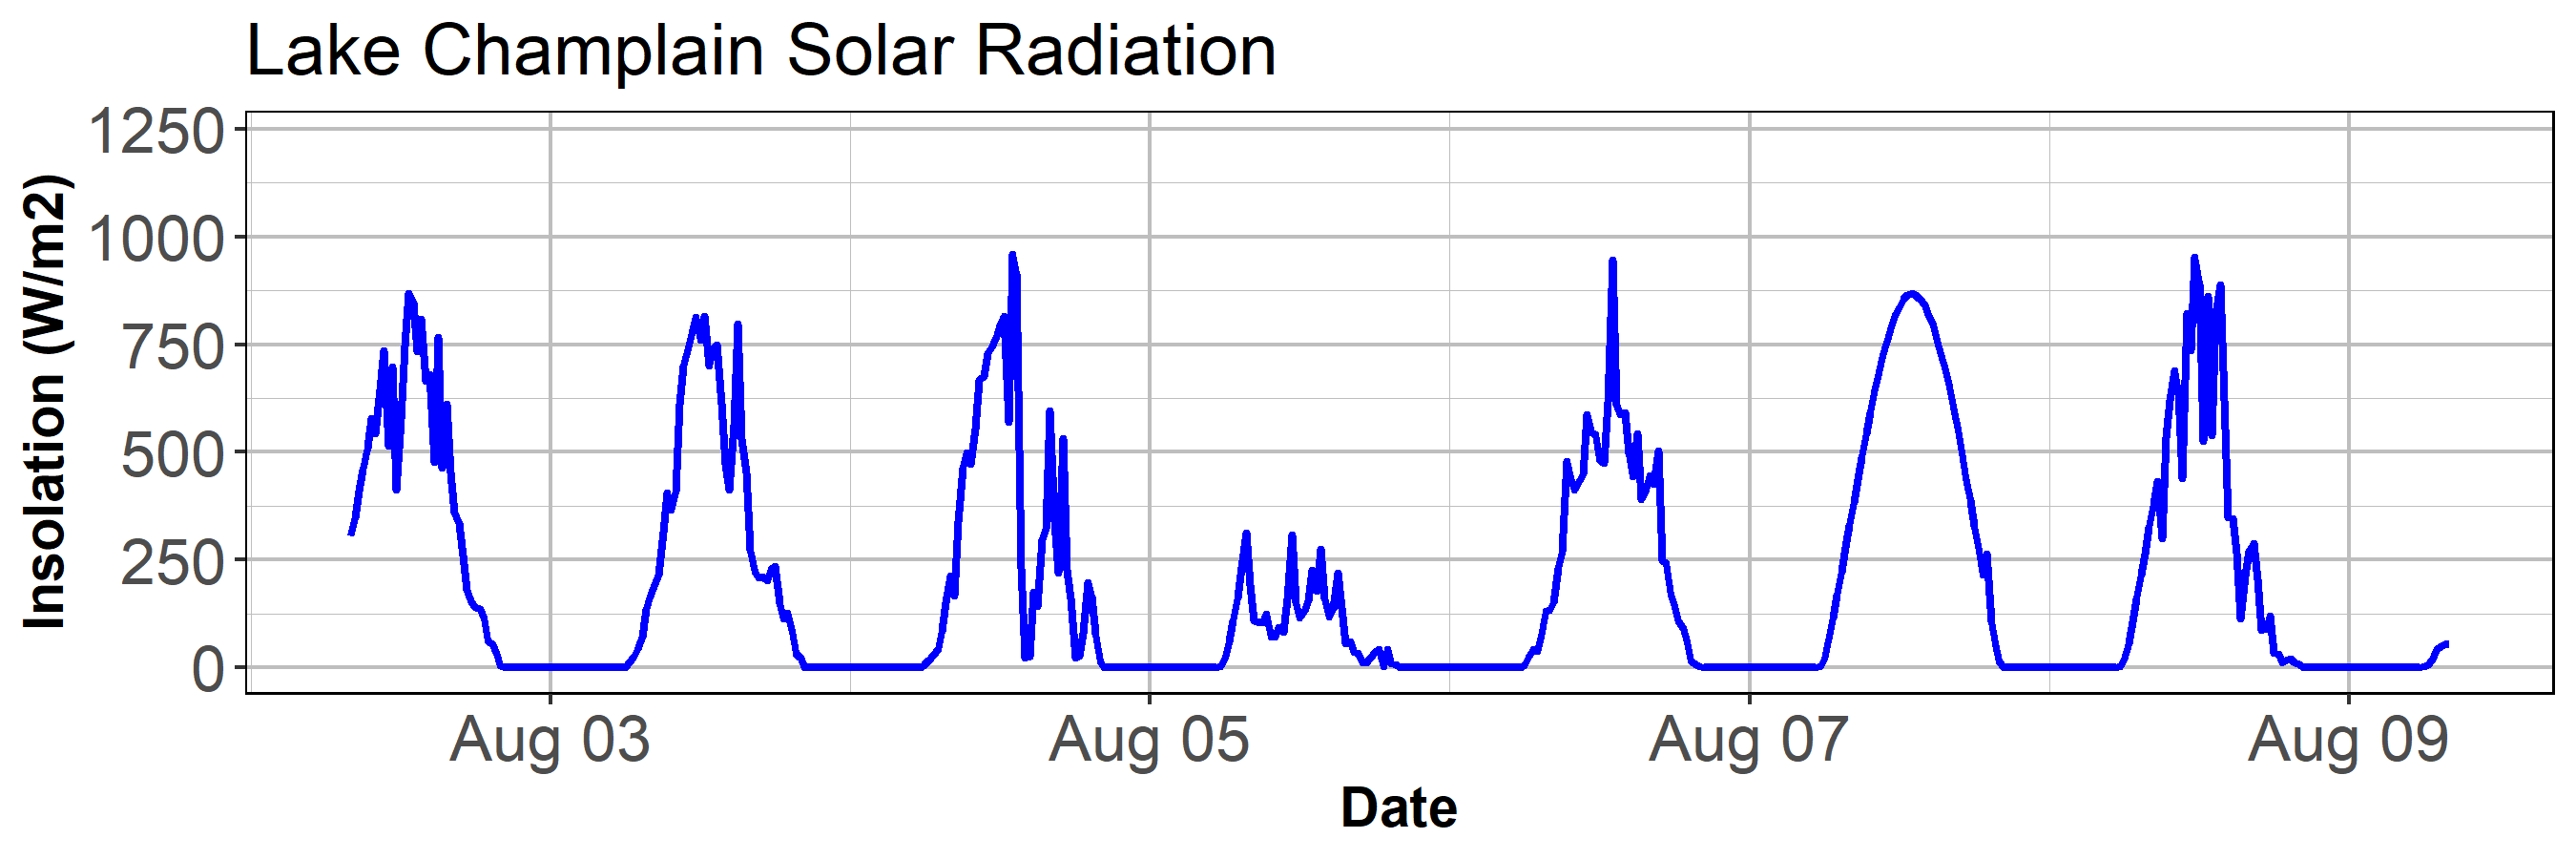 Lake Champlain Solar Radiation
Insolation (W/m2)
1250
1000
750
500
250
0
Aug 03 Aug 05 Aug 07 Aug 09
Date